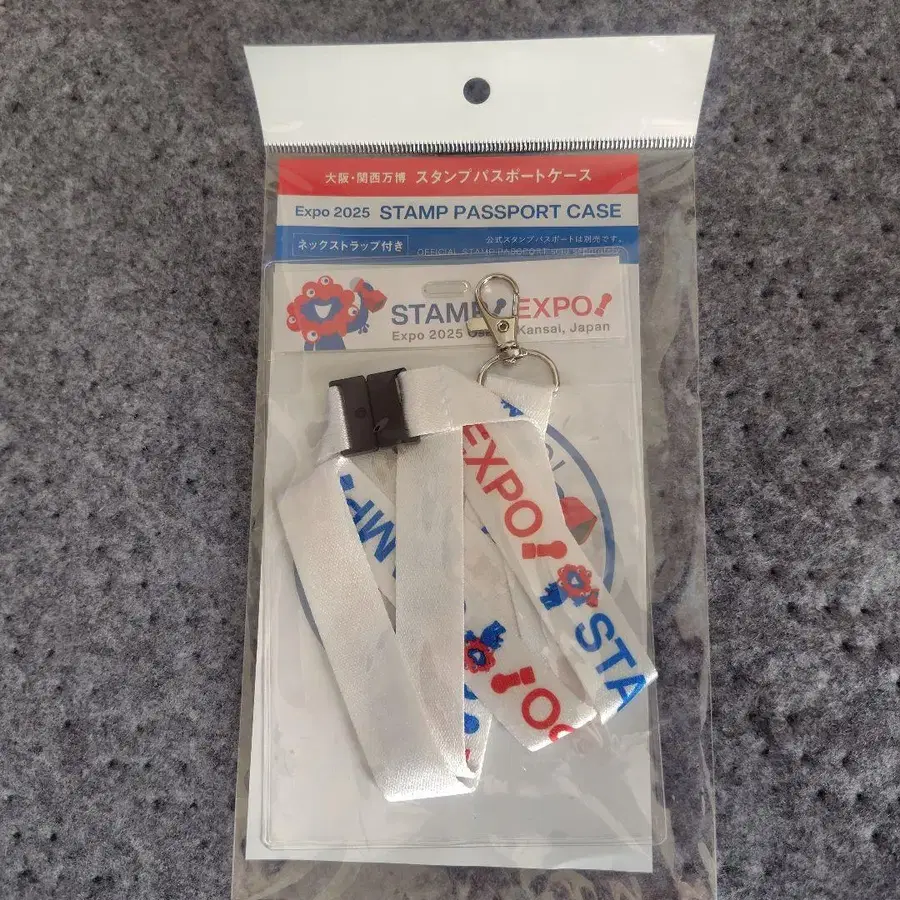 大阪・関西万博 スタンプパスポートケース
Expo 2025 STAMP PASSPORT CASE
ネックストラップ付き
公式スタンプパスポートは別売です。
OFFICIAL STAMP PASSPORT
STAMP! EXPO!
Expo 2025 Kansai, Japan
EXPO!
STA